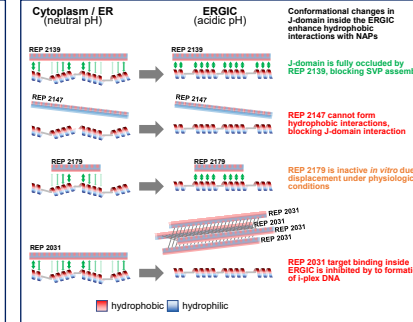 Cytoplasm / ER
(neutral pH)
ERGIC
(acidic pH)
Conformational changes in
J-domain inside the ERGIC
enhance hydrophobic
interactions with NAPs
REP 2139
REP 2139
J-domain is fully occluded by
REP 2139, blocking SVP assem
REP 2147
REP 2147
REP 2147 cannot form
hydrophobic interactions,
blocking J-domain interaction
REP 2179
REP 2179
REP 2179 is inactive in vitro due
displacement under physiologic
conditions
REP 2031
REP 2031
REP 2031
REP 2031
REP 2031
REP 2031 target binding inside
ERGIC is inhibited by to formati
of i-plex DNA
hydrophobic
hydrophilic